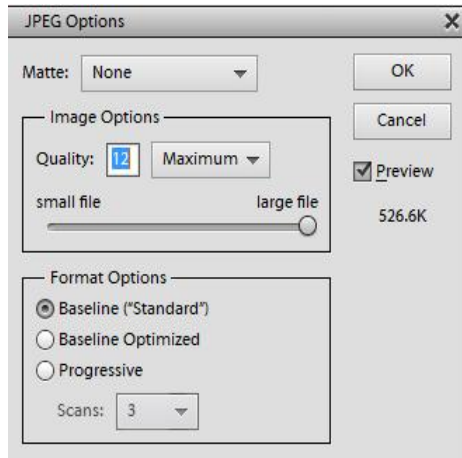 JPEG Options
Matte: None
OK
Cancel
Preview
526.6K
Image Options
Quality: 12 Maximum
small file large file
Format Options
Baseline ("Standard")
Baseline Optimized
Progressive
Scans: 3